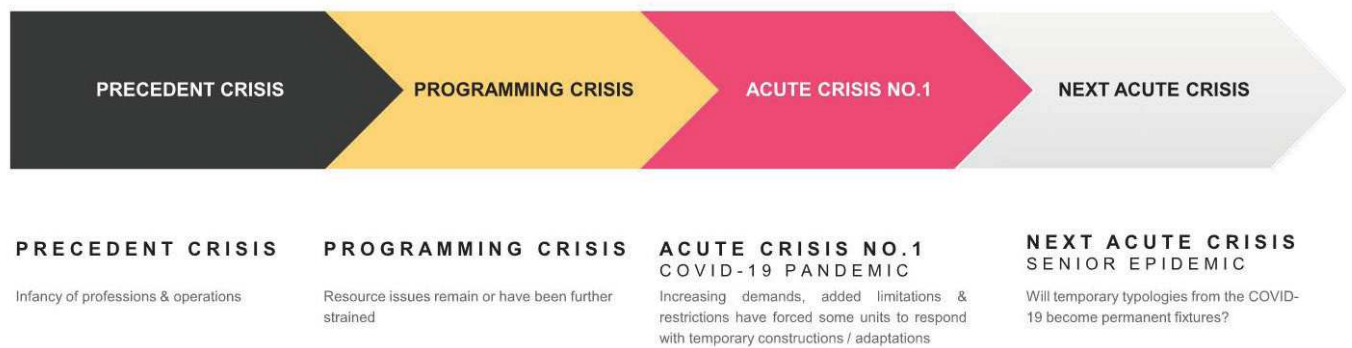 PRECEDENT CRISIS
PROGRAMMING CRISIS
ACUTE CRISIS NO.1
NEXT ACUTE CRISIS
PRECEDENT CRISIS
Infancy of professions & operations
PROGRAMMING CRISIS
Resource issues remain or have been further
strained
ACUTE CRISIS NO.1
COVID-19 PANDEMIC
Increasing demands, added limitations &
restrictions have forced some units to respond
with temporary constructions / adaptations
NEXT ACUTE CRISIS
SENIOR EPIDEMIC
Will temporary typologies from the COVID-
19 become permanent fixtures?